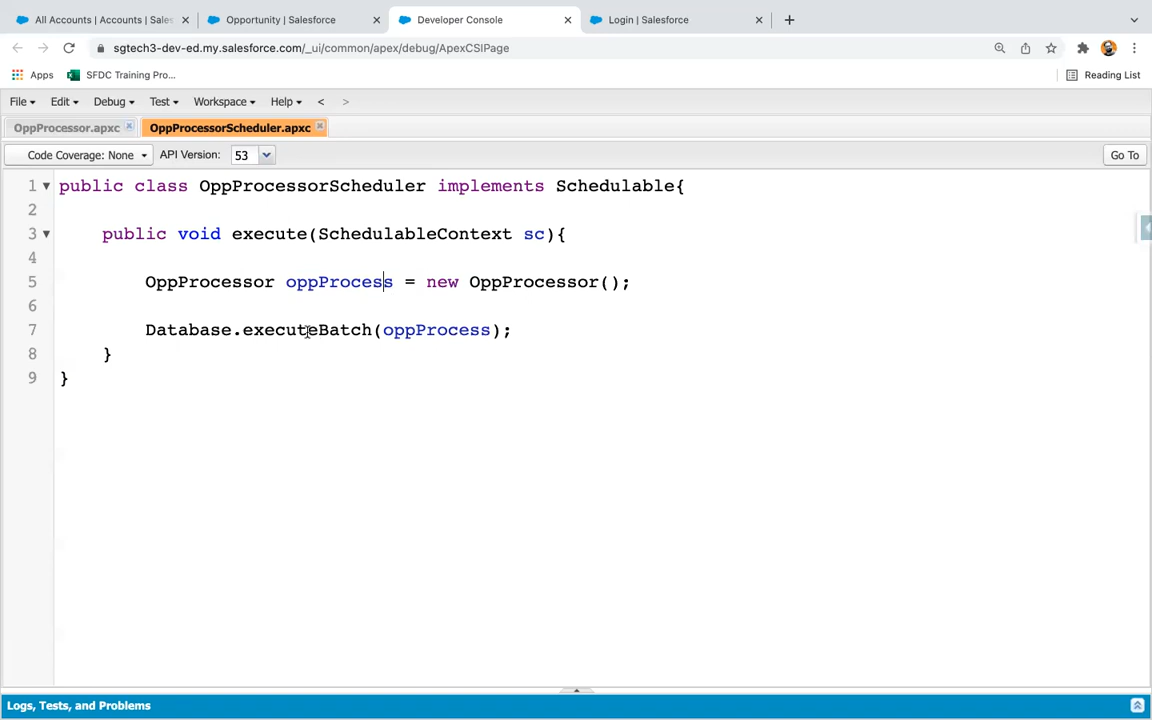 All Accounts | Accounts | Sales
Opportunity | Salesforce
Developer Console
Login | Salesforce
sgtech3-dev-ed.my.salesforce.com/_ui/common/apex/debug/ApexCSIPage
Apps
SFDC Training Pro...
Reading List
File
Edit
Debug
Test
Workspace
Help
<
>
OppProcessor.apxc
OppProcessorScheduler.apxc
Code Coverage: None
API Version:
53
Go To
1 public class OppProcessorScheduler implements Schedulable{
2
3 public void execute(SchedulableContext sc){
4
5 OppProcessor oppProcess = new OppProcessor();
6
7 Database.executeBatch(oppProcess);
8 }
9 }
Logs, Tests, and Problems